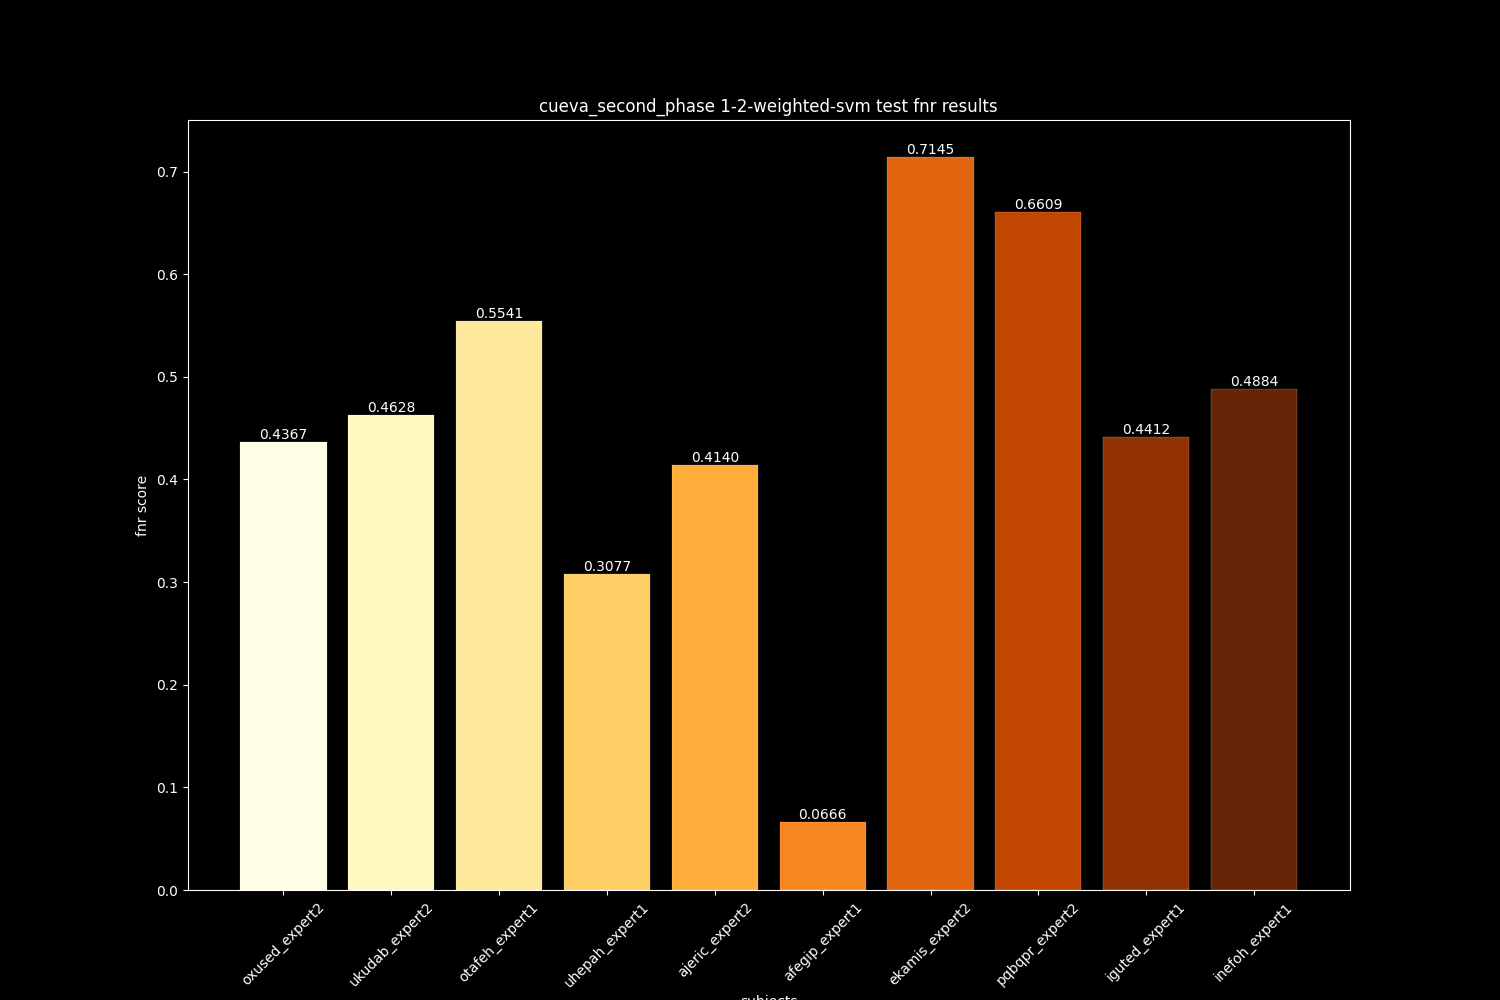 cueva_second_phase 1-2-weighted-svm test fnr results
0.7145
0.7
0.6609
0.6
0.5541
0.5
0.4884
0.4628
0.4412
0.4367
0.4140
0.4
fnr score
0.3077
0.3
0.2
0.1
0.0666
0.0
oxused_expert2
ukudab_expert2
otafeh_expert1
uhepah_expert1
ajeric_expert2
afegip_expert1
ekamis_expert2
pqbqpr_expert2
iguted_expert1
inefoh_expert1
subjects